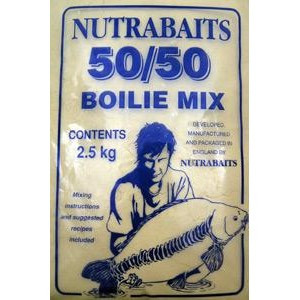 NUTRABAITS
50/50
BOILIE MIX
CONTENTS
2.5 kg
DEVELOPED,
MANUFACTURED
AND PACKAGED IN
ENGLAND BY
NUTRABAITS
Mixing
instructions
and suggested
recipes
included